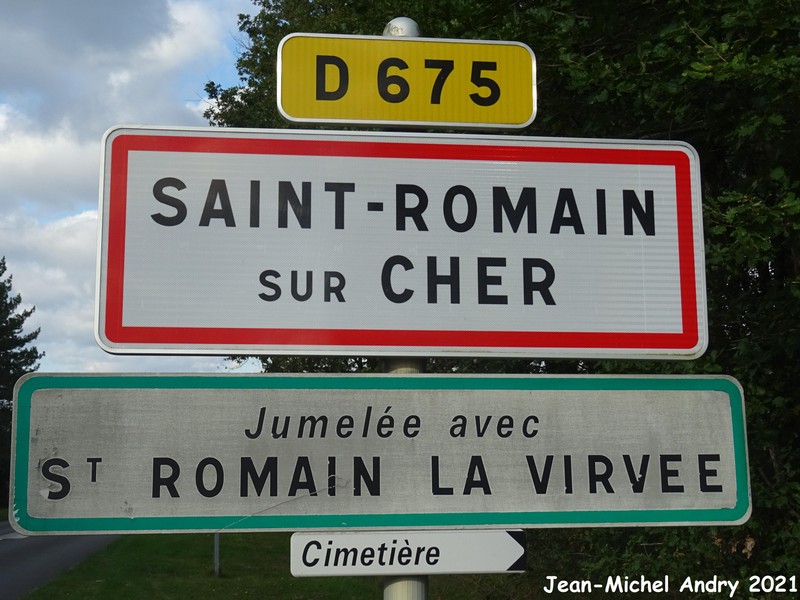 D 675
SAINT-ROMAIN
SUR CHER
Jumelée avec
ST ROMAIN LA VIRVEE
Cimetière
Jean-Michel Andry 2021